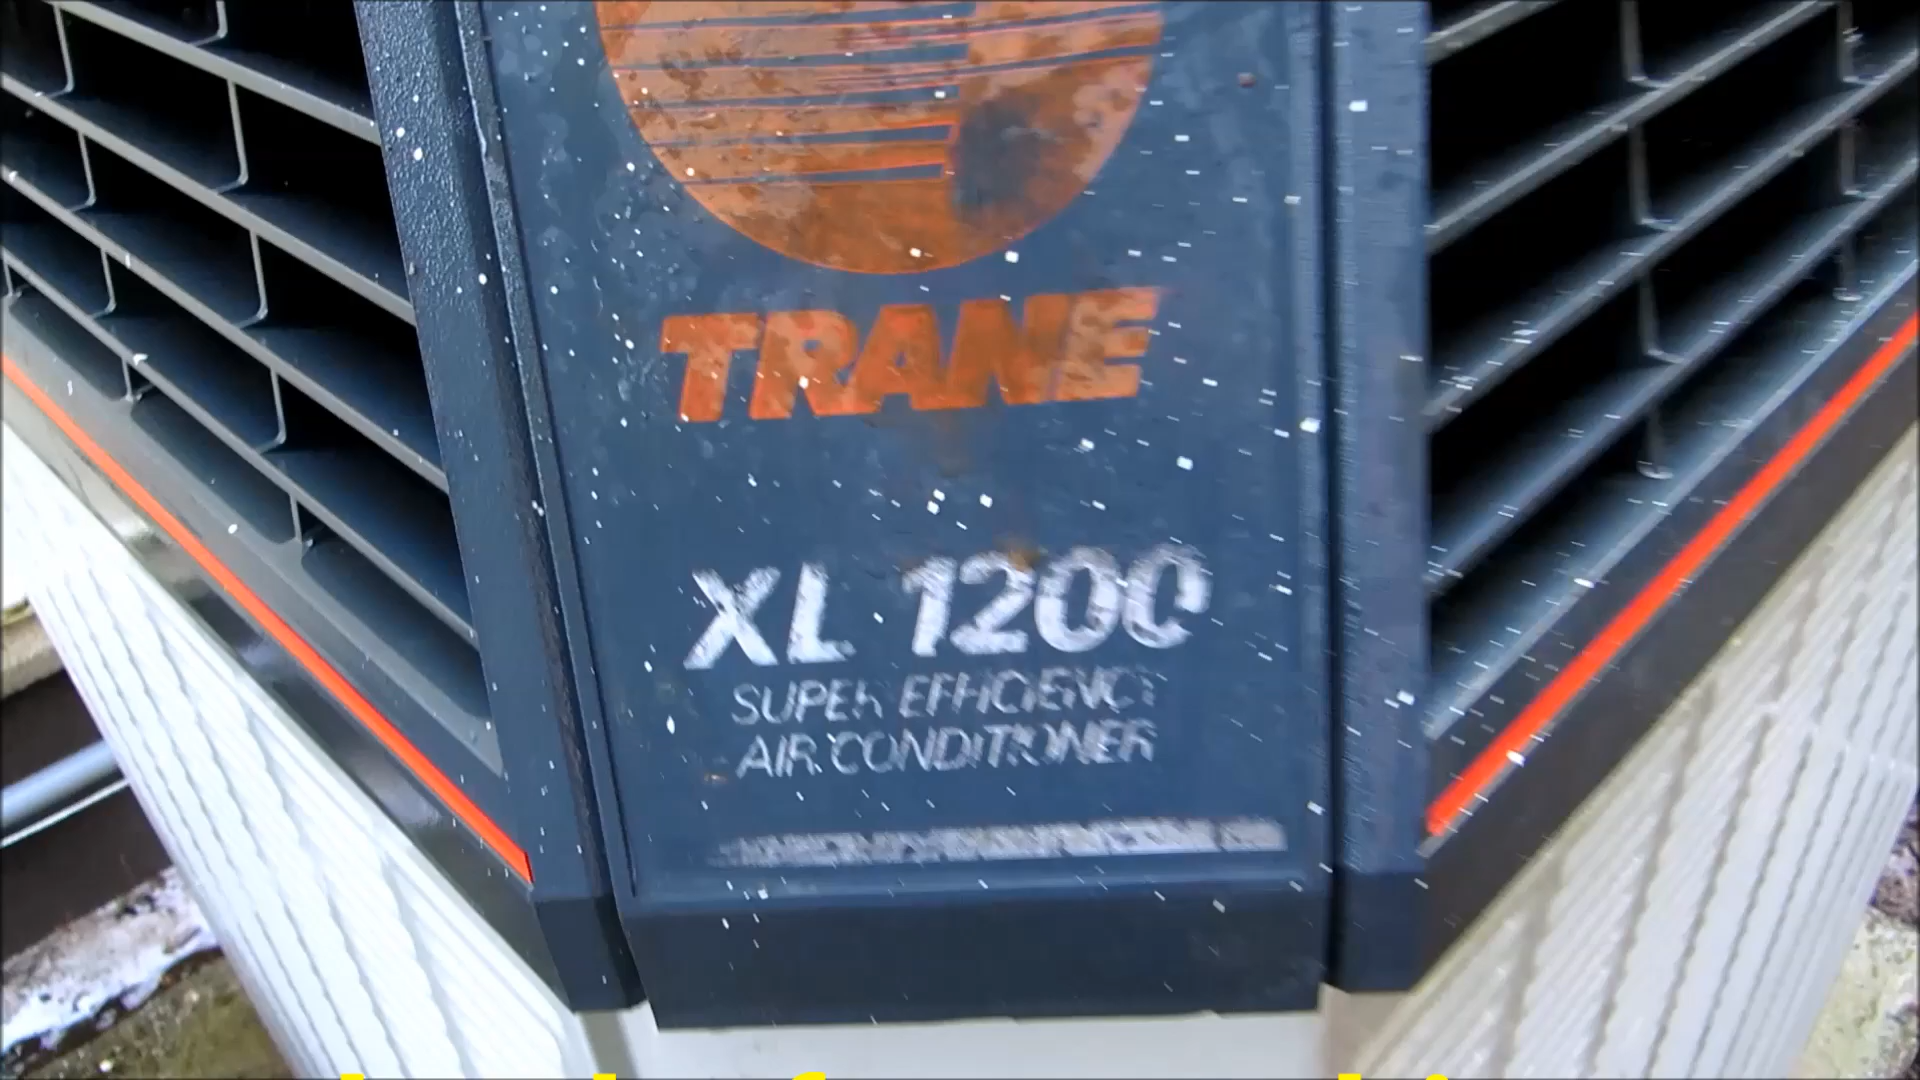 TRANE
XL 1200
SUPER EFFICIENCY
AIR CONDITIONER